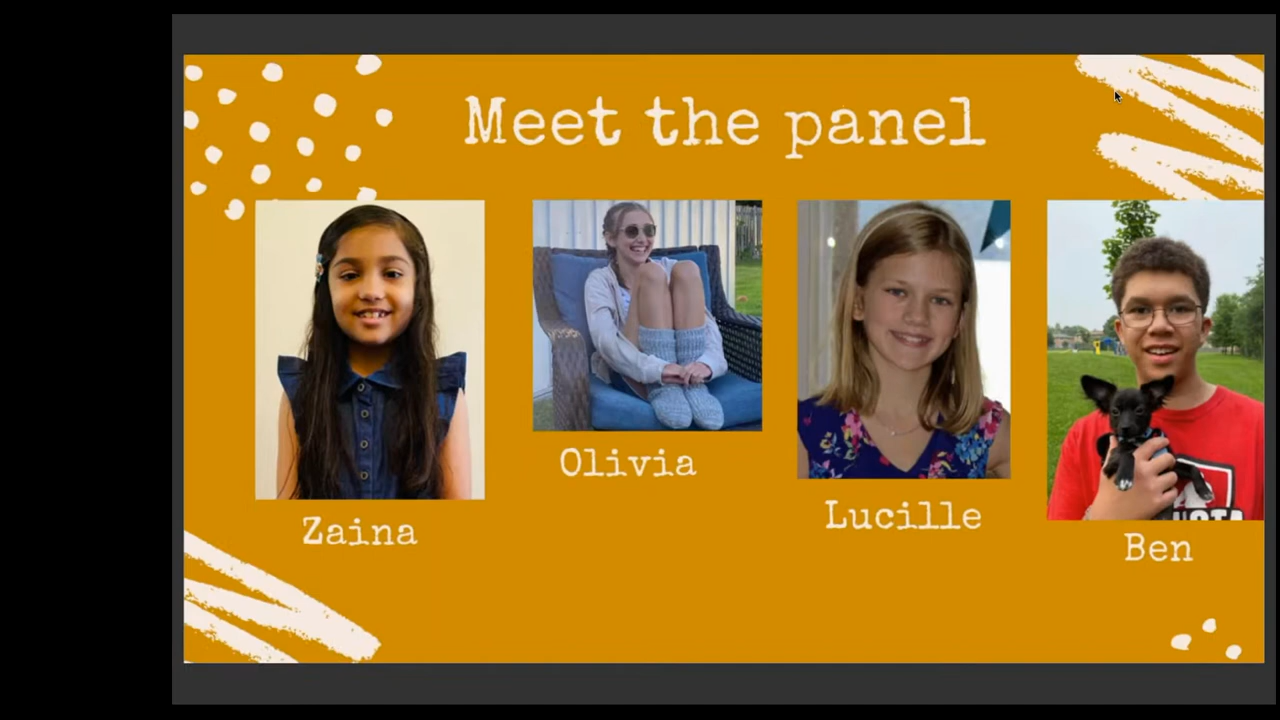 Meet the panel
Zaina
Olivia
Lucille
Ben